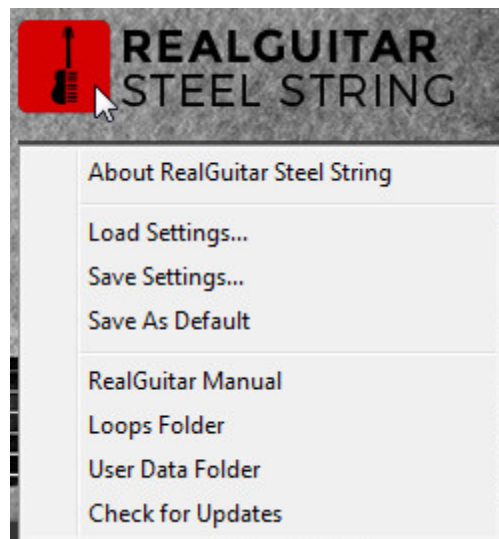 REALGUITAR
STEEL STRING
About RealGuitar Steel String
Load Settings...
Save Settings...
Save As Default
RealGuitar Manual
Loops Folder
User Data Folder
Check for Updates